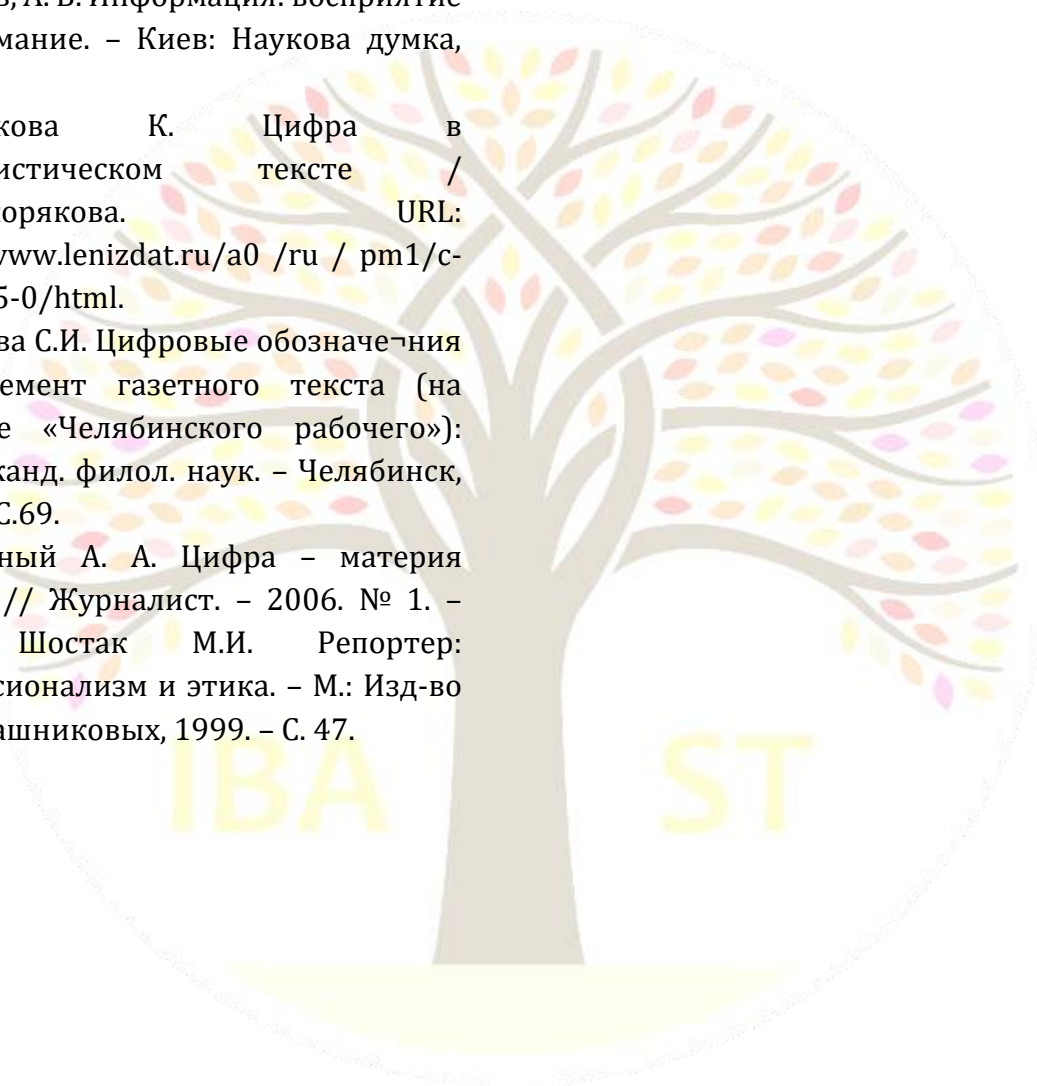 в, А. В. Информация: восприятие
мание. – Киев: Наукова думка,
кова К. Цифра в
истическом тексте /
орякова. URL:
www.lenizdat.ru/a0 /ru / pm1/c-
5-0/html.
ва С.И. Цифровые обозначе¬ния
емент газетного текста (на
е «Челябинского рабочего»):
канд. филол. наук. – Челябинск,
С.69.
ный А. А. Цифра – материя
// Журналист. – 2006. № 1. –
Шостак М.И. Репортер:
сионализм и этика. – М.: Изд-во
ашниковых, 1999. – С. 47.
IBA ST